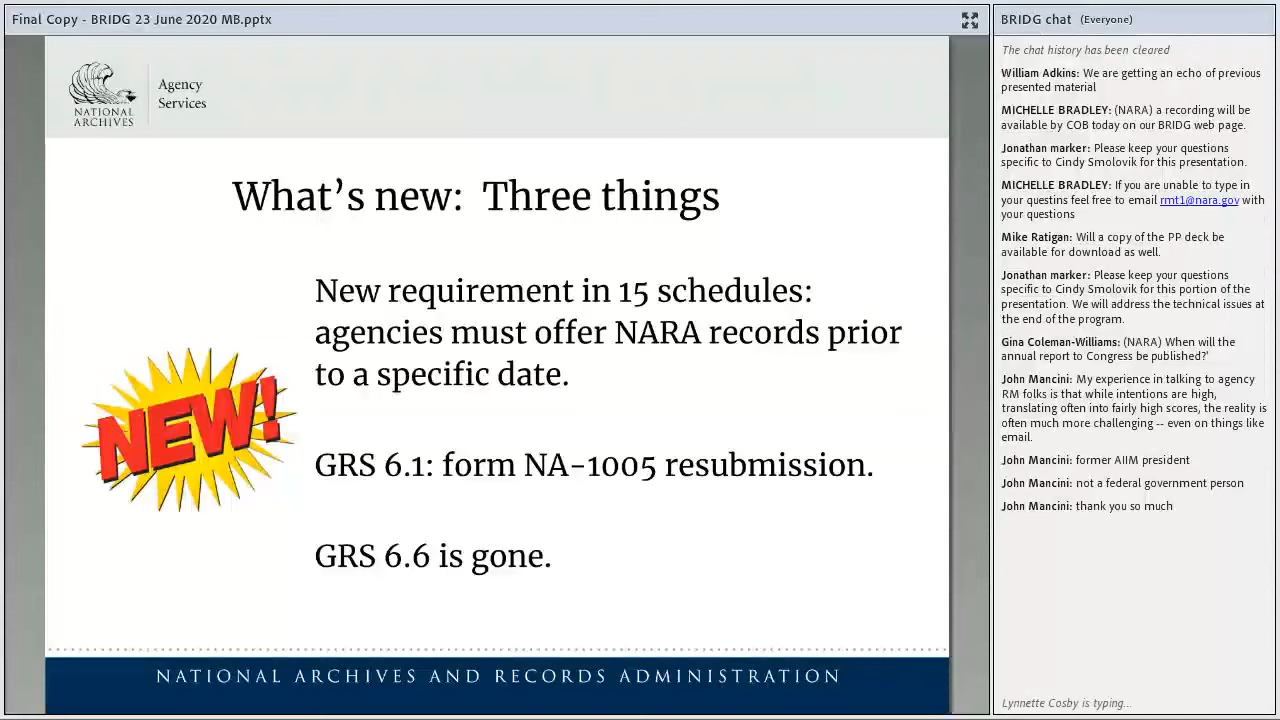 Final Copy - BRIDG 23 June 2020 MB.pptx
NATIONAL
ARCHIVES
Agency
Services
What's new:  Three things
New requirement in 15 schedules:
agencies must offer NARA records prior
to a specific date.
NEW!
GRS 6.1: form NA-1005 resubmission.
GRS 6.6 is gone.
NATIONAL ARCHIVES AND RECORDS ADMINISTRATION
BRIDG chat (Everyone)
The chat history has been cleared
William Adkins: We are getting an echo of previous
presented material
MICHELLE BRADLEY: (NARA) a recording will be
available by COB today on our BRIDG web page.
Jonathan marker: Please keep your questions
specific to Cindy Smolovik for this presentation.
MICHELLE BRADLEY: If you are unable to type in
your questins feel free to email rmt1@nara.gov with
your questions
Mike Ratigan: Will a copy of the PP deck be
available for download as well.
Jonathan marker: Please keep your questions
specific to Cindy Smolovik for this portion of the
presentation. We will address the technical issues at
the end of the program.
Gina Coleman-Williams: (NARA) When will the
annual report to Congress be published?'
John Mancini: My experience in talking to agency
RM folks is that while intentions are high,
translating often into fairly high scores, the reality is
often much more challenging -- even on things like
email.
John Mancini: former AIIM president
John Mancini: not a federal government person
John Mancini: thank you so much
Lynnette Cosby is typing...